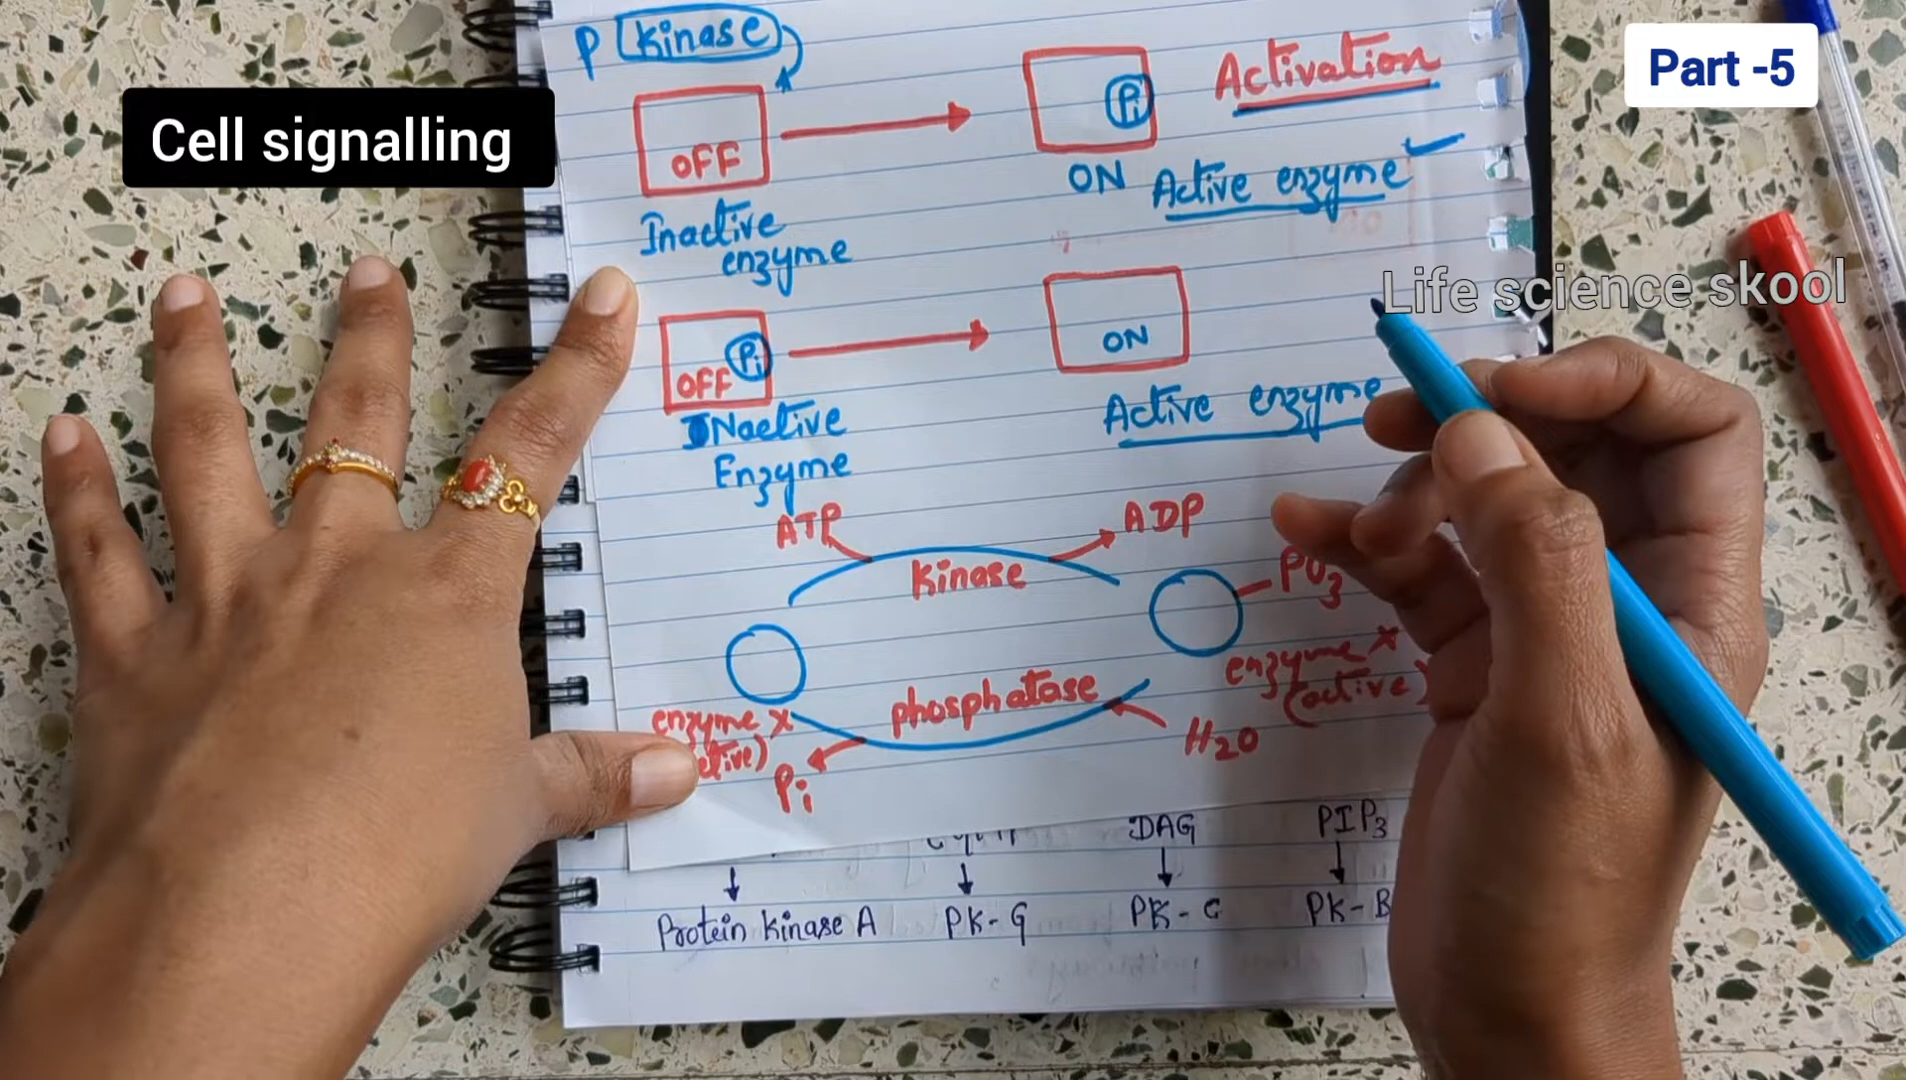 Part -5
Cell signalling
Life science skool
P kinase
OFF
Pi
Activation
ON Active enzyme
Inactive
enzyme
OFF Pi
ON
INactive
Enzyme
Active enzyme
ATP
ADP
kinase
PO3
enzyme x
(active)
phosphatase
H2O
enzyme x
Pi
DAG
PIP3
Protein kinase A
PK-G
PK-C
PK-B